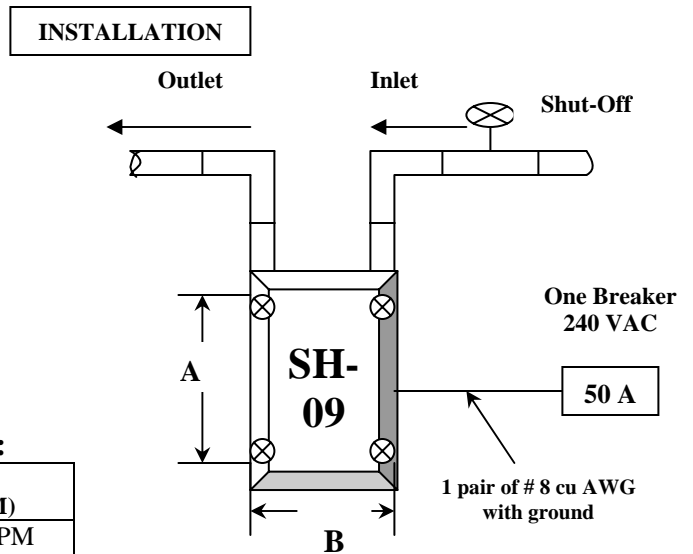 INSTALLATION
Outlet
Inlet
Shut-Off
One Breaker
240 VAC
A
SH-
09
50 A
:
M)
PM
1 pair of # 8 cu AWG
with ground
B